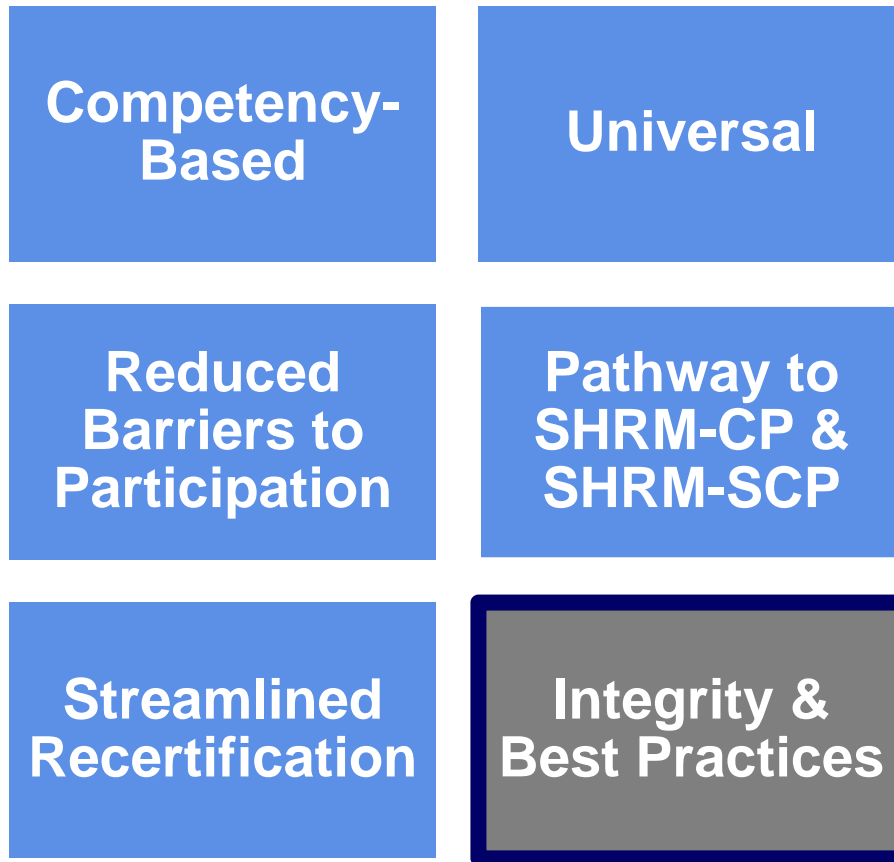 Competency-
Based
Universal
Reduced
Barriers to
Participation
Pathway to
SHRM-CP &
SHRM-SCP
Streamlined
Recertification
Integrity &
Best Practices